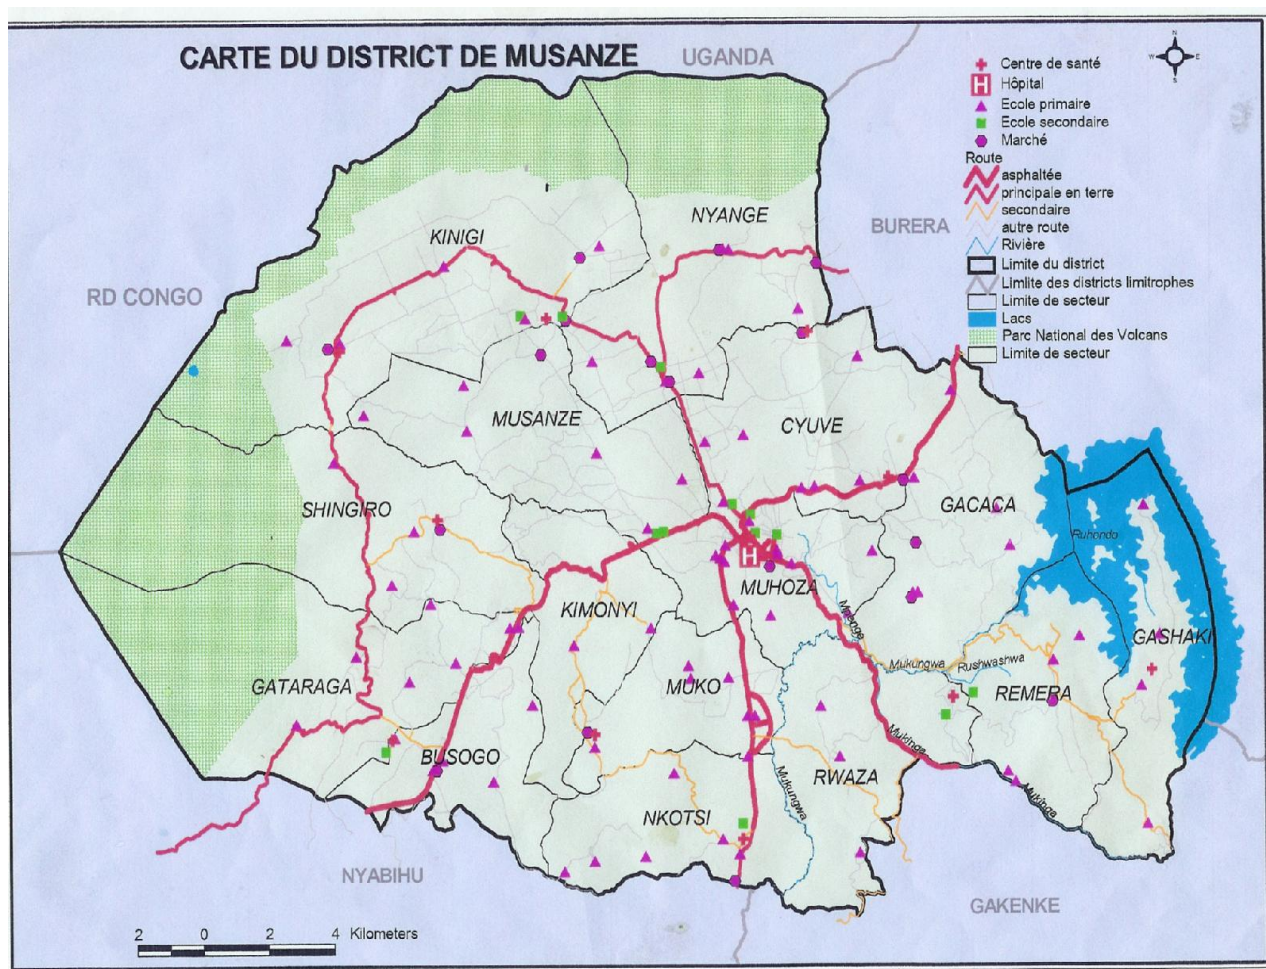 CARTE DU DISTRICT DE MUSANZE
UGANDA
N
W E
S
Centre de santé
H Hôpital
Ecole primaire
Ecole secondaire
Marché
Route
asphaltée
principale en terre
secondaire
autre route
Rivière
Limite du district
Limlite des districts limitrophes
Limite de secteur
Lacs
Parc National des Volcans
Limite de secteur
NYANGE
BURERA
KINIGI
RD CONGO
MUSANZE
CYUVE
SHINGIRO
GACACA
Ruhondo
H
MUHOZA
KIMONYI
Mpenge
GASHAKI
Mukungwa
Rushwashwa
GATARAGA
MUKO
REMERA
Mukinga
BUSOGO
RWAZA
Mukungwa
Mukinga
NKOTSI
NYABIHU
GAKENKE
2 0 2 4 Kilometers